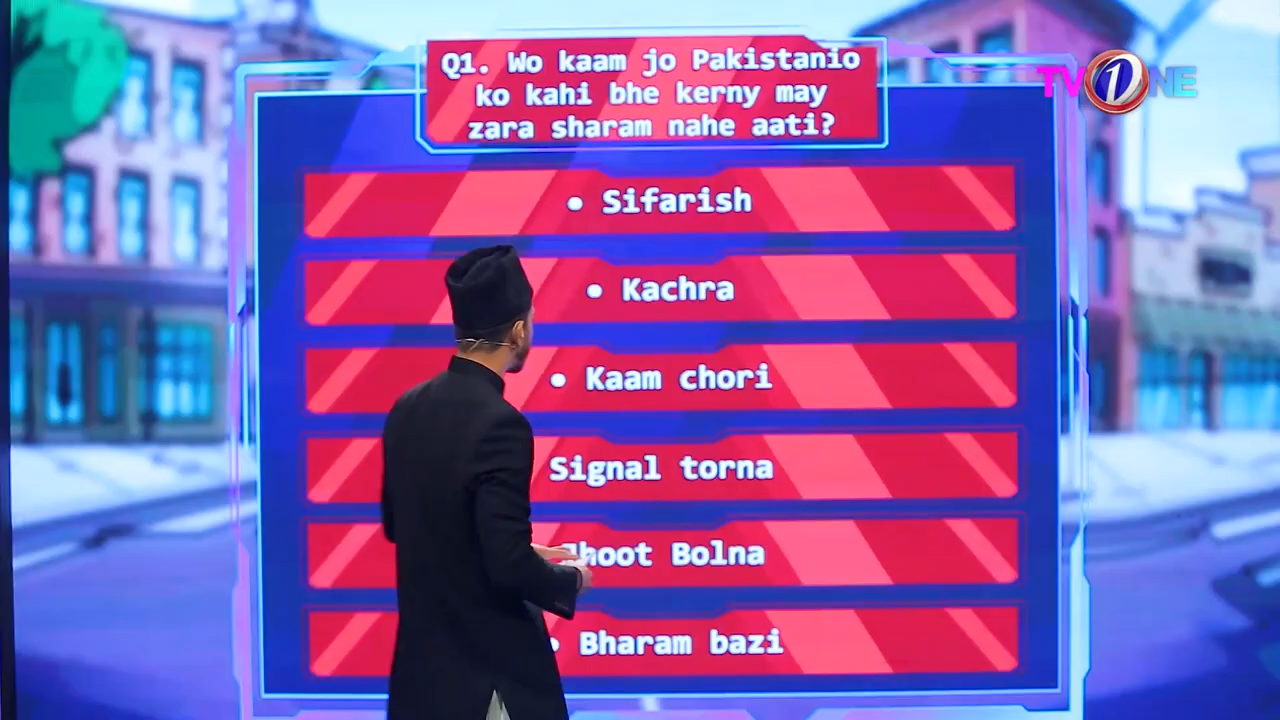 Q1. Wo kaam jo Pakistanio
ko kahi bhe kerny may
zara sharam nahe aati?
TV ONE
• Sifarish
• Kachra
• Kaam chori
Signal torna
Jhoot Bolna
• Bharam bazi